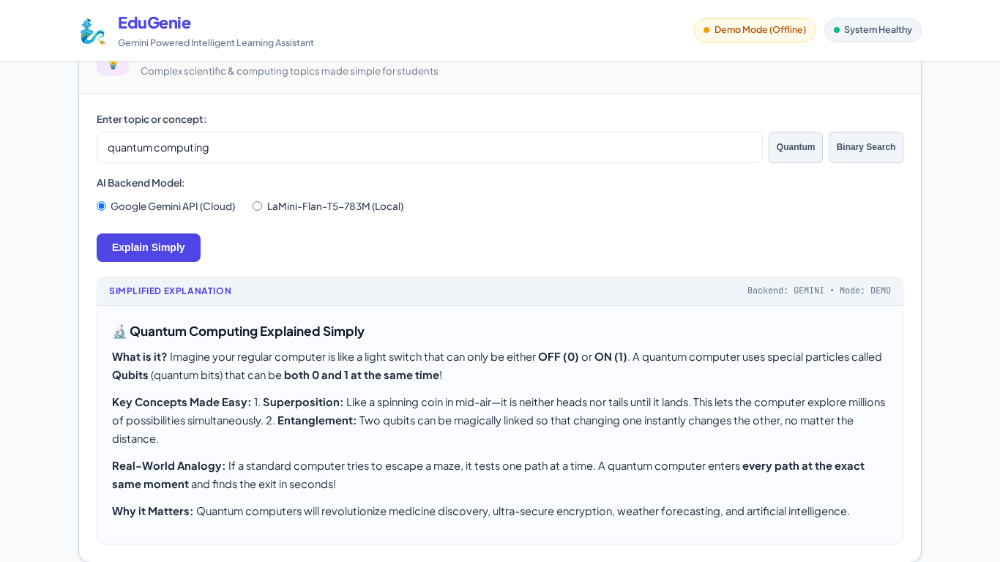 EduGenie
Gemini Powered Intelligent Learning Assistant
Demo Mode (Offline)
System Healthy
Complex scientific & computing topics made simple for students
Enter topic or concept:
quantum computing
Quantum
Binary Search
AI Backend Model:
Google Gemini API (Cloud)
LaMini-Flan-T5-783M (Local)
Explain Simply
SIMPLIFIED EXPLANATION
Backend: GEMINI • Mode: DEMO
🔬 Quantum Computing Explained Simply
What is it? Imagine your regular computer is like a light switch that can only be either OFF (0) or ON (1). A quantum computer uses special particles called
Qubits (quantum bits) that can be both 0 and 1 at the same time!
Key Concepts Made Easy: 1. Superposition: Like a spinning coin in mid-air—it is neither heads nor tails until it lands. This lets the computer explore millions
of possibilities simultaneously. 2. Entanglement: Two qubits can be magically linked so that changing one instantly changes the other, no matter the
distance.
Real-World Analogy: If a standard computer tries to escape a maze, it tests one path at a time. A quantum computer enters every path at the exact
same moment and finds the exit in seconds!
Why it Matters: Quantum computers will revolutionize medicine discovery, ultra-secure encryption, weather forecasting, and artificial intelligence.